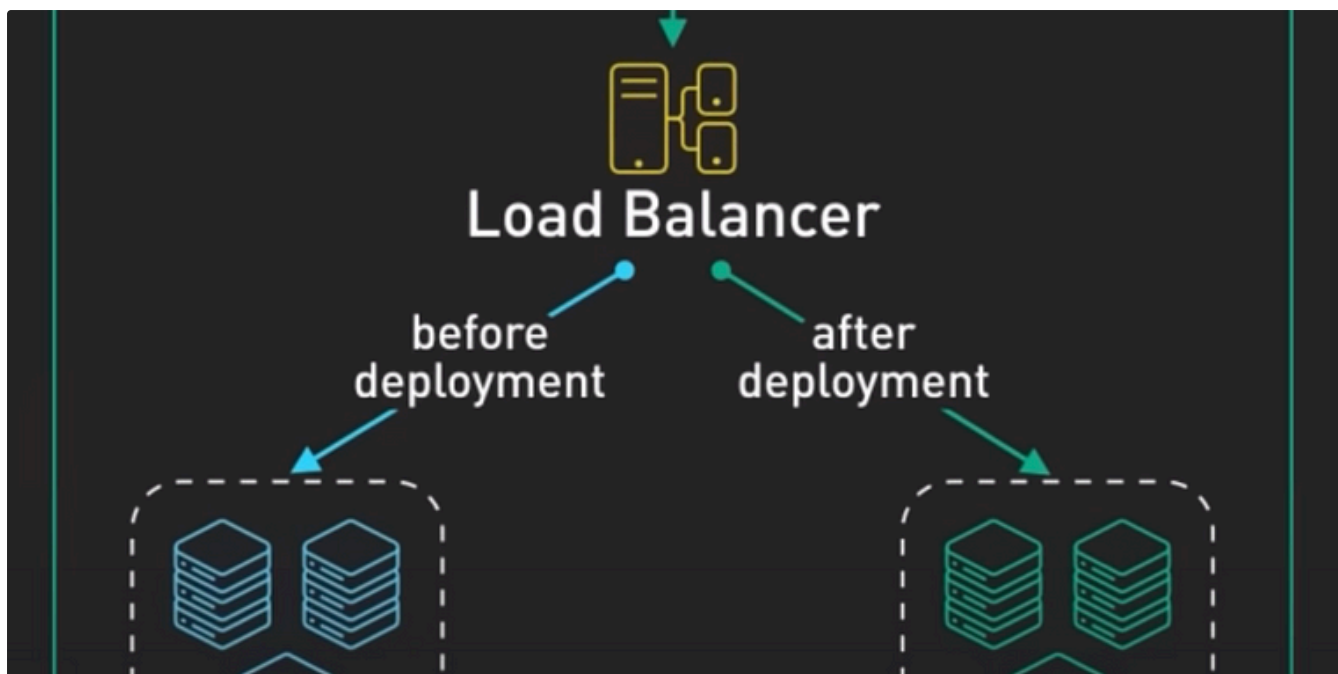 Load Balancer
before
deployment
after
deployment